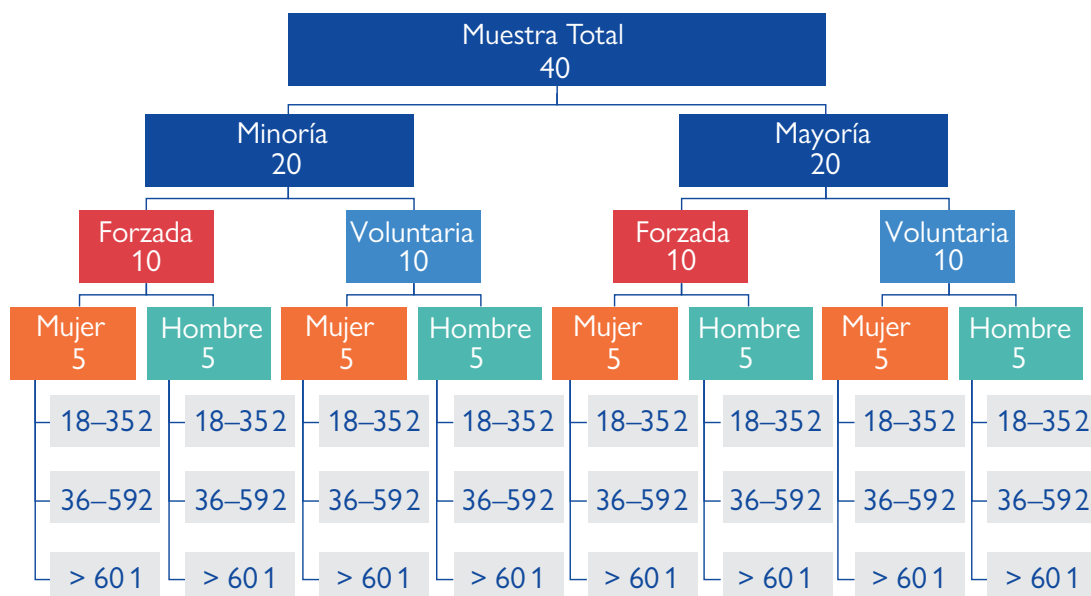 Muestra Total
40
Minoría
20
Mayoría
20
Forzada
10
Voluntaria
10
Forzada
10
Voluntaria
10
Mujer
5
Hombre
5
Mujer
5
Hombre
5
Mujer
5
Hombre
5
Mujer
5
Hombre
5
18–35 2
18–35 2
18–35 2
18–35 2
18–35 2
18–35 2
18–35 2
18–35 2
36–59 2
36–59 2
36–59 2
36–59 2
36–59 2
36–59 2
36–59 2
36–59 2
> 60 1
> 60 1
> 60 1
> 60 1
> 60 1
> 60 1
> 60 1
> 60 1